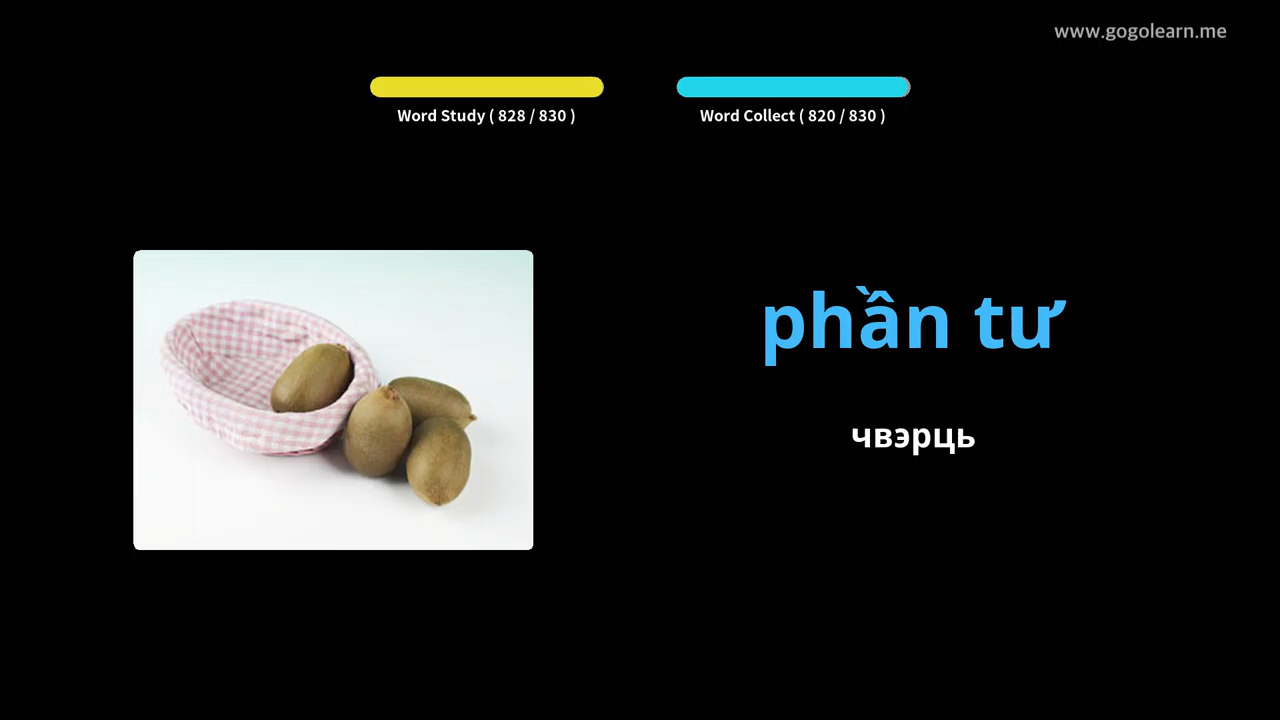 www.gogolearn.me
Word Study ( 828 / 830 )
Word Collect ( 820 / 830 )
phần tư
чвэрць